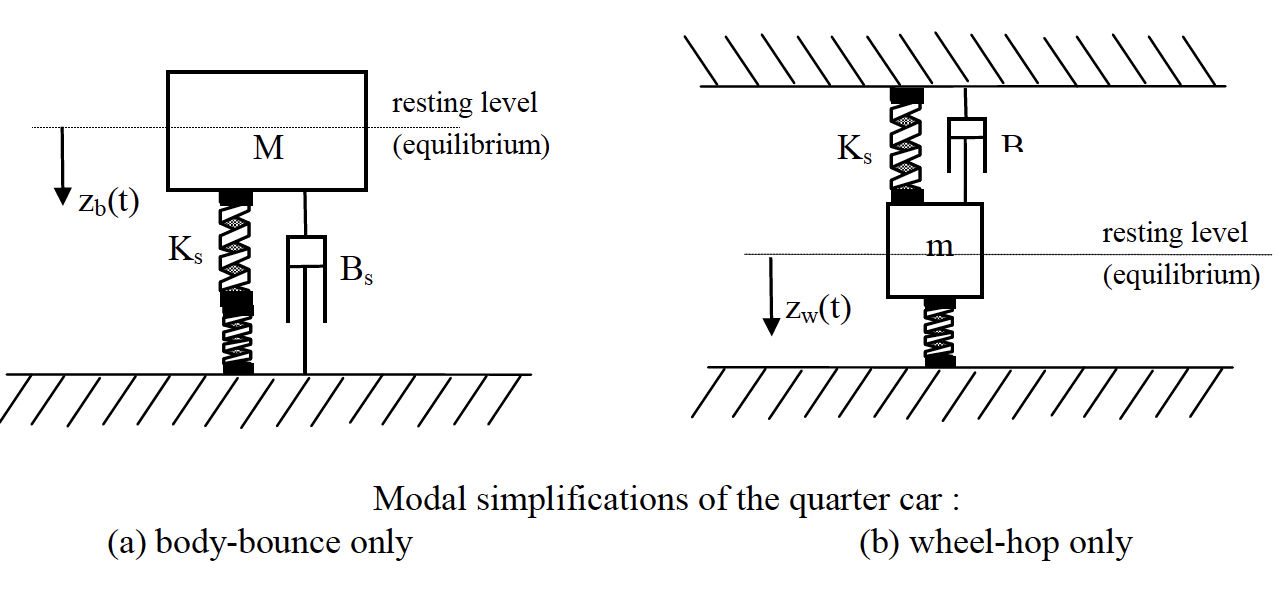 resting level
(equilibrium)
M
z_b(t)
K_s
B_s
K_s
B
m
resting level
(equilibrium)
z_w(t)
Modal simplifications of the quarter car :
(a) body-bounce only
(b) wheel-hop only